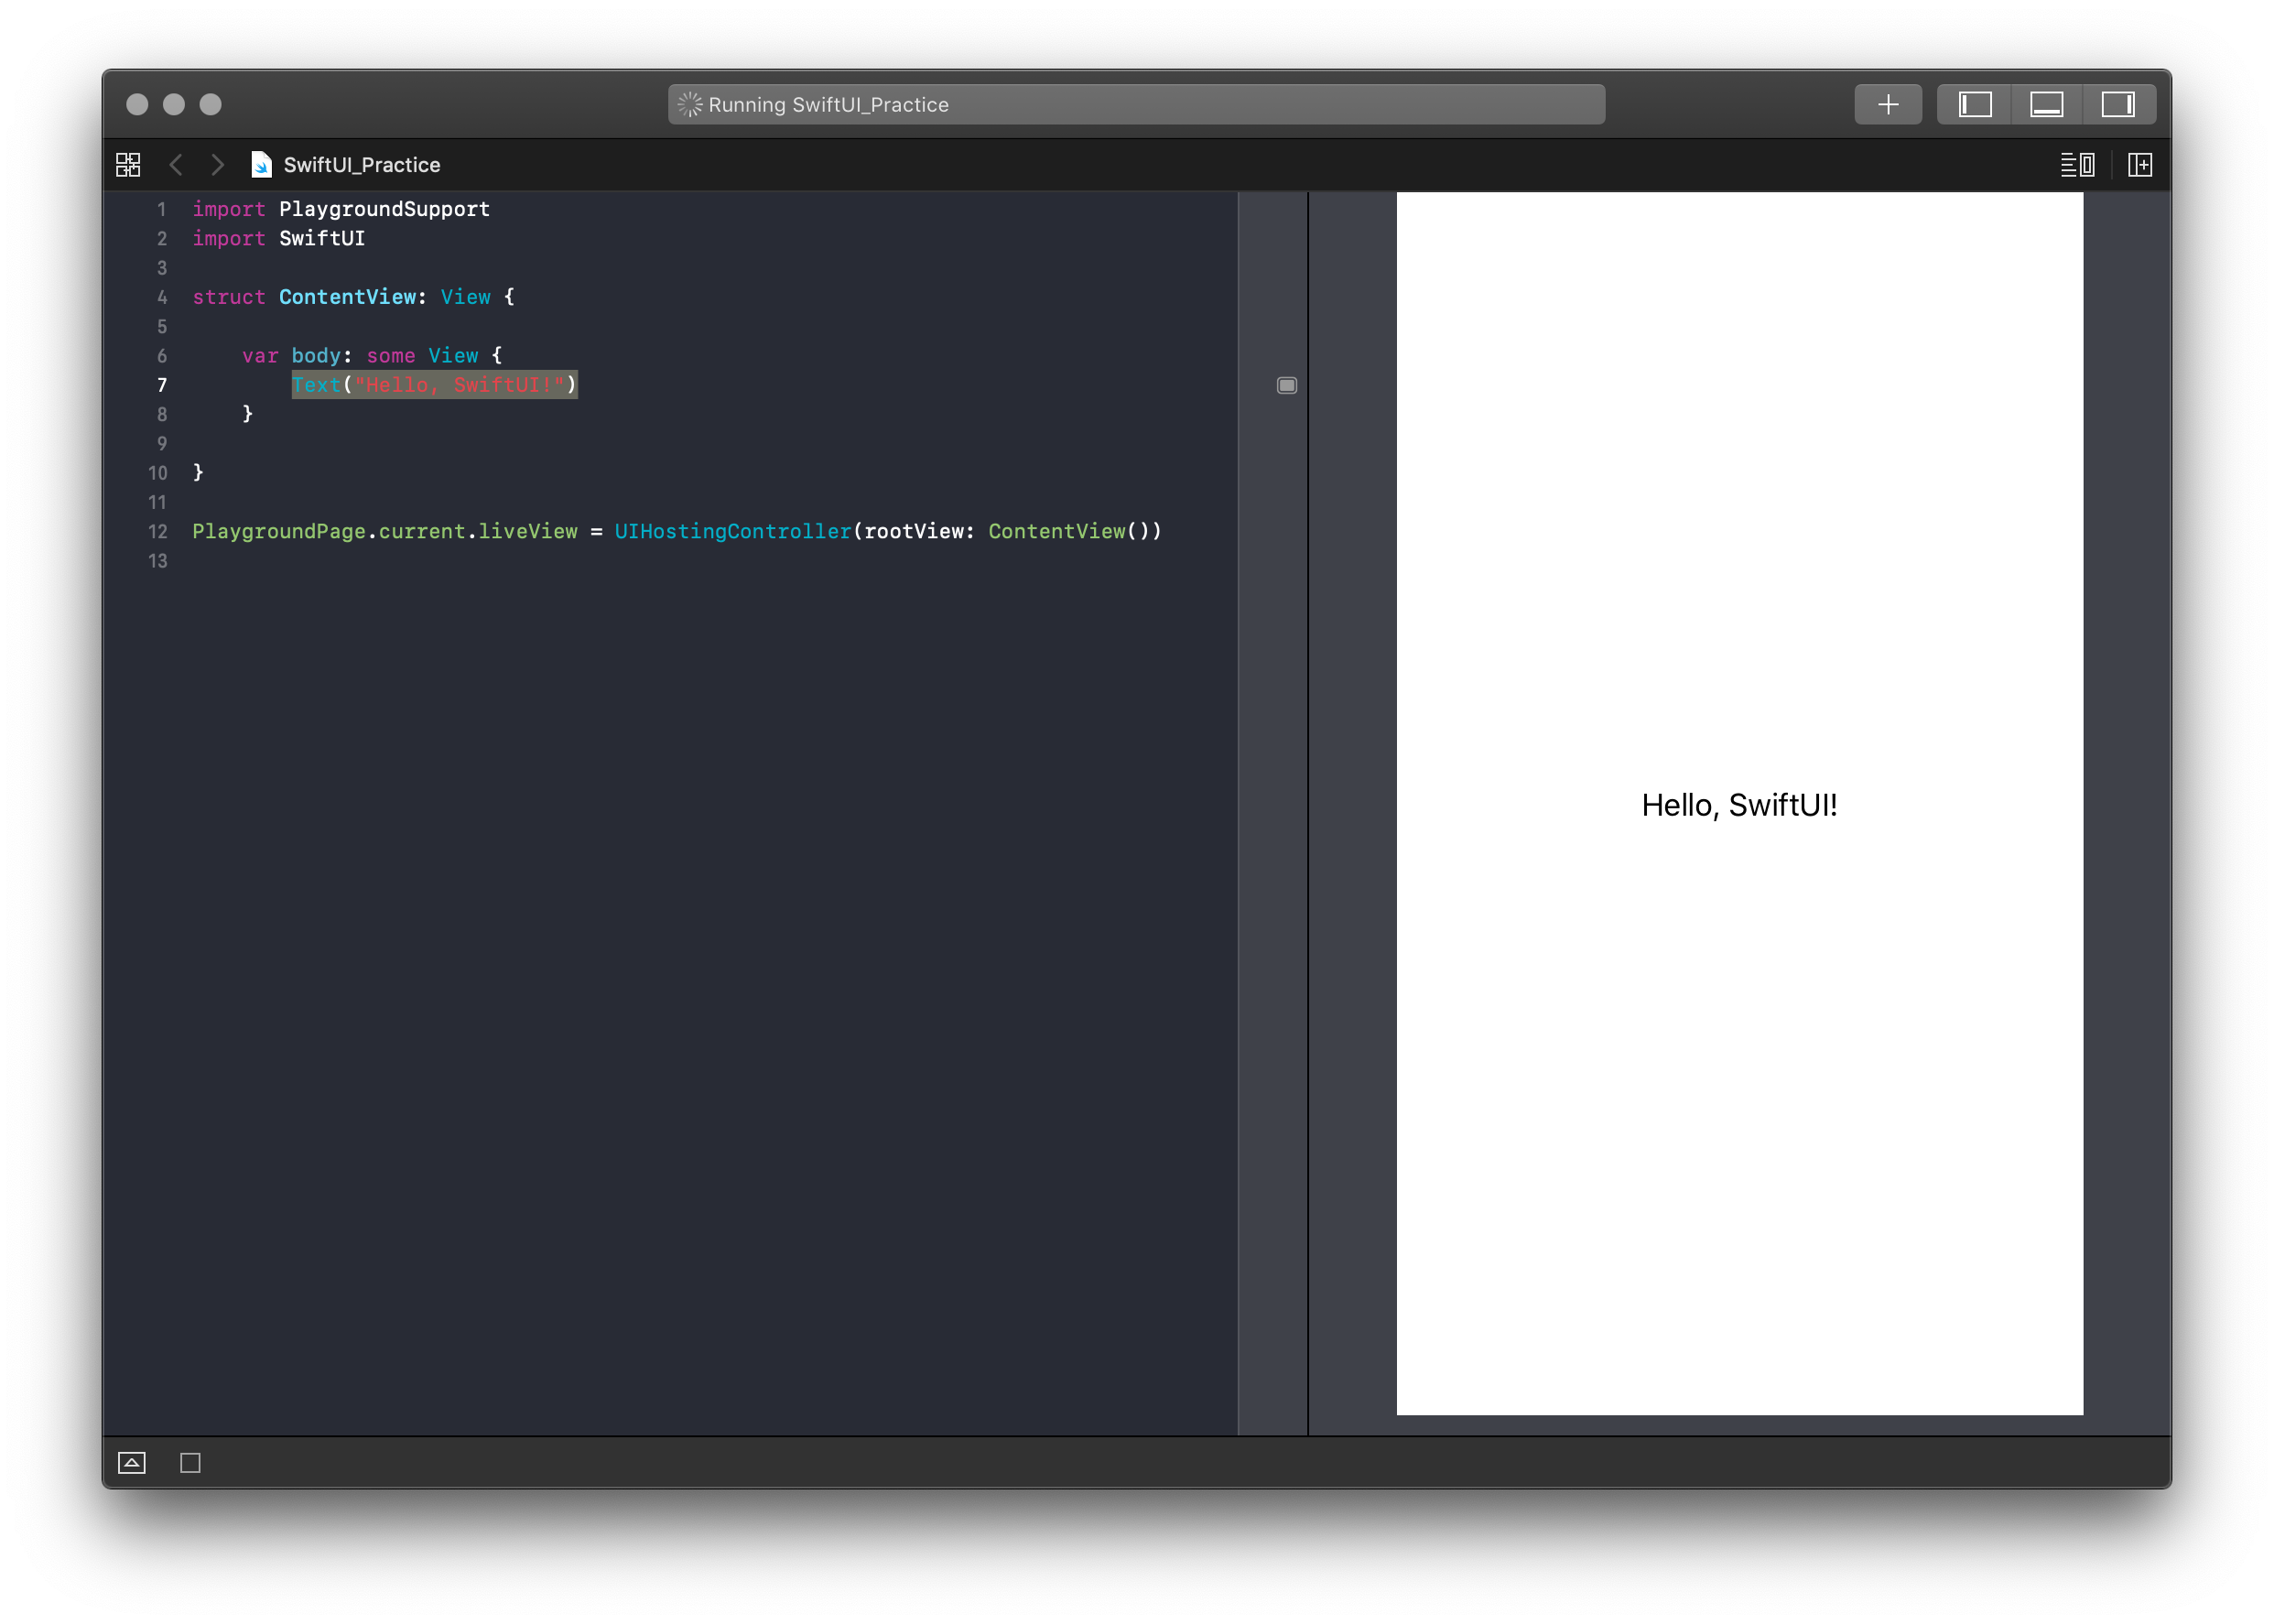 Running SwiftUI_Practice
SwiftUI_Practice
1 import PlaygroundSupport
2 import SwiftUI
3
4 struct ContentView: View {
5
6     var body: some View {
7         Text("Hello, SwiftUI!")
8     }
9
10 }
11
12 PlaygroundPage.current.liveView = UIHostingController(rootView: ContentView())
13
Hello, SwiftUI!